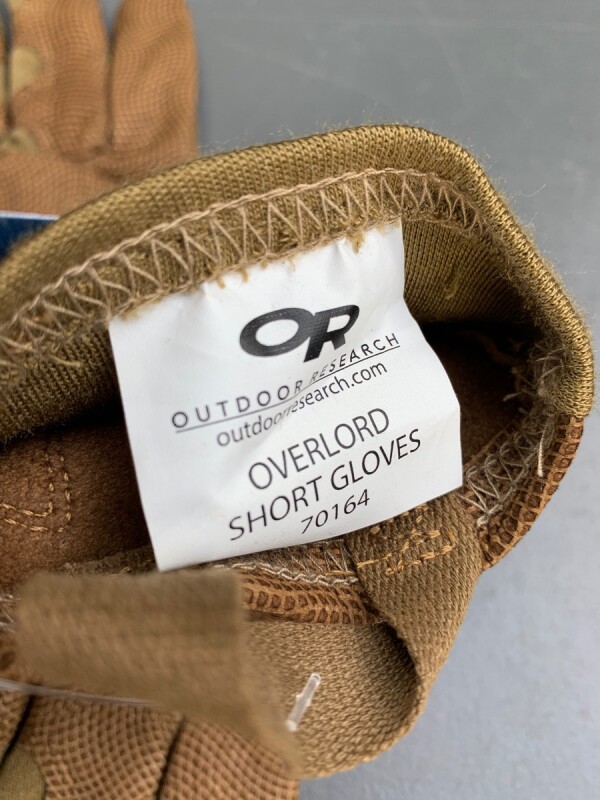 OR
OUTDOOR RESEARCH
outdoorresearch.com
OVERLORD
SHORT GLOVES
70164